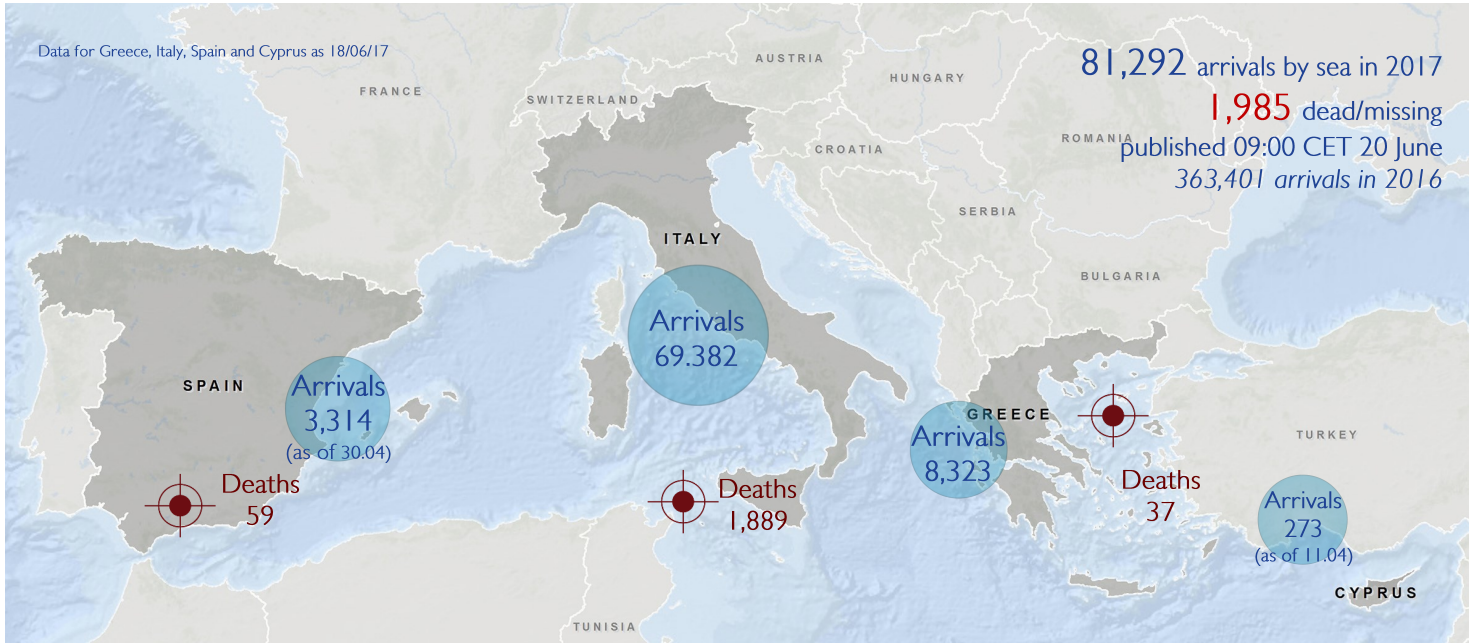 Data for Greece, Italy, Spain and Cyprus as 18/06/17
81,292 arrivals by sea in 2017
1,985 dead/missing
published 09:00 CET 20 June
363,401 arrivals in 2016
AUSTRIA
HUNGARY
FRANCE
SWITZERLAND
ROMANIA
CROATIA
SERBIA
ITALY
BULGARIA
Arrivals
69.382
SPAIN
Arrivals
3,314
(as of 30.04)
GREECE
Arrivals
8,323
TURKEY
Deaths
59
Deaths
1,889
Deaths
37
Arrivals
273
(as of 11.04)
CYPRUS
TUNISIA